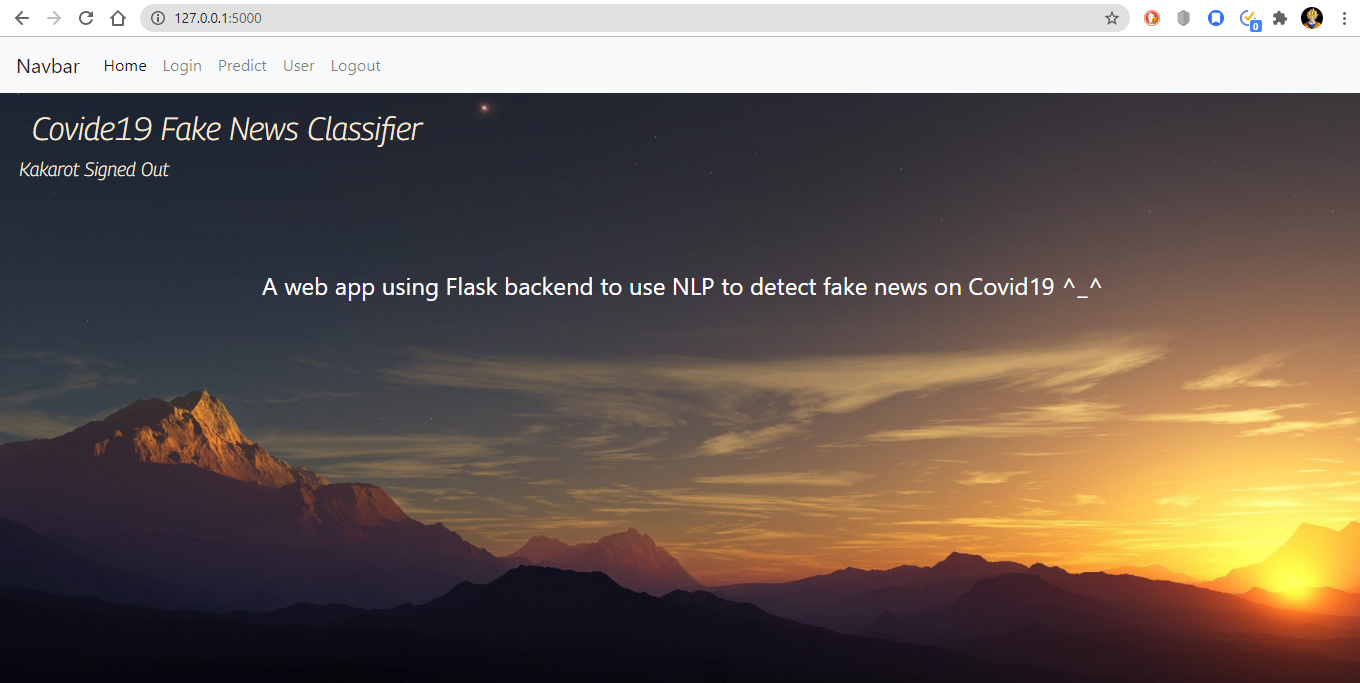 127.0.0.1:5000
0
Navbar Home Login Predict User Logout
Covide19 Fake News Classifier
Kakarot Signed Out
A web app using Flask backend to use NLP to detect fake news on Covid19 ^_^